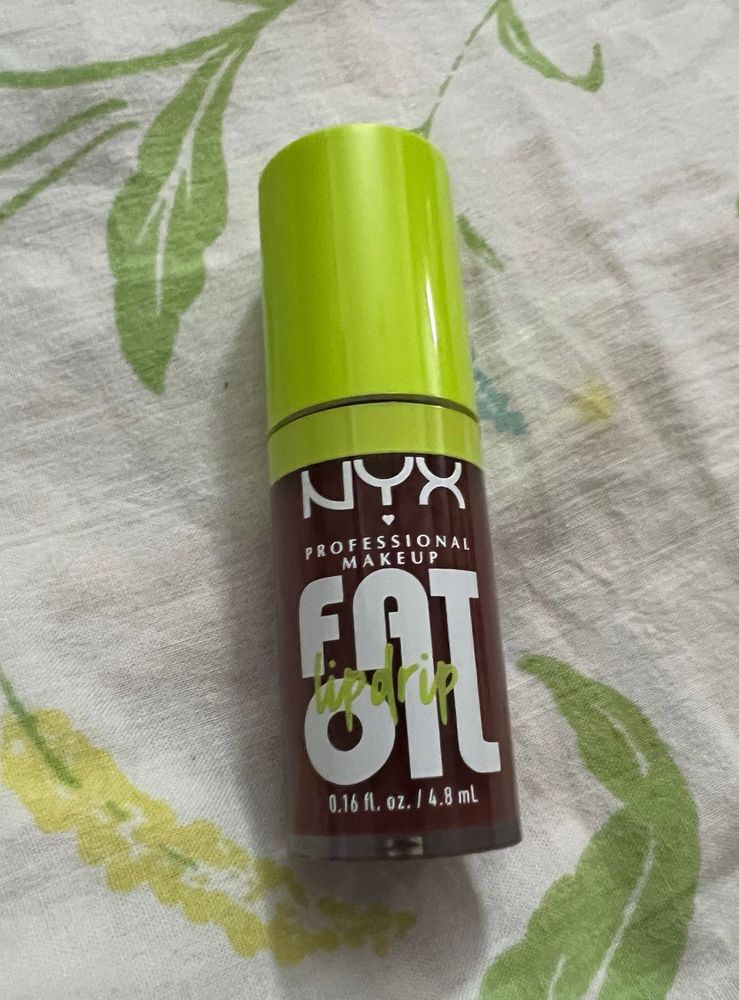 NYX
PROFESSIONAL
MAKEUP
FAT
lip drip
OIL
0.16 fl. oz. / 4.8 mL